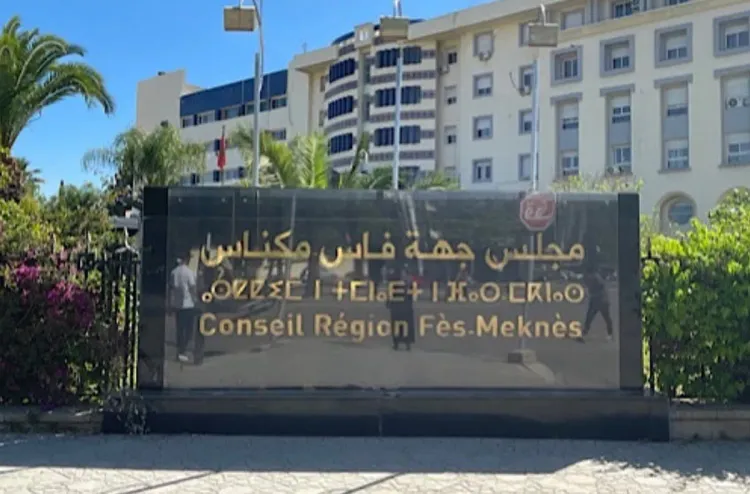 مجلس جهة فاس مكناس
ⴰⵙⵇⵇⵉⵎ ⵏ ⵜⵎⵏⴰⴹⵜ ⵏ ⴼⴰⵙ ⵎⴽⵏⴰⵙ
Conseil Région Fès-Meknès